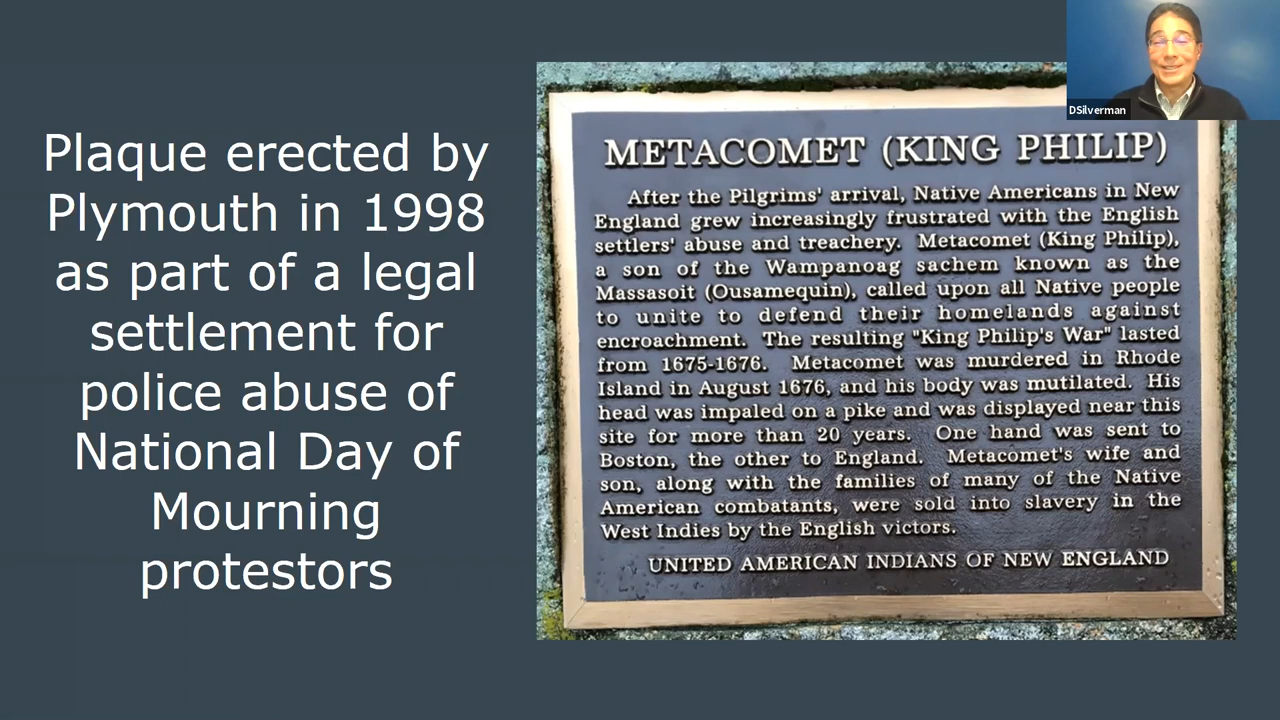 Plaque erected by
Plymouth in 1998
as part of a legal
settlement for
police abuse of
National Day of
Mourning
protestors
METACOMET (KING PHILIP)
After the Pilgrims' arrival, Native Americans in New
England grew increasingly frustrated with the English
settlers' abuse and treachery. Metacomet (King Philip),
a son of the Wampanoag sachem known as the
Massasoit (Ousamequin), called upon all Native people
to unite to defend their homelands against
encroachment. The resulting "King Philip's War" lasted
from 1675-1676. Metacomet was murdered in Rhode
Island in August 1676, and his body was mutilated. His
head was impaled on a pike and was displayed near this
site for more than 20 years. One hand was sent to
Boston, the other to England. Metacomet's wife and
son, along with the families of many of the Native
American combatants, were sold into slavery in the
West Indies by the English victors.
UNITED AMERICAN INDIANS OF NEW ENGLAND
DSilverman